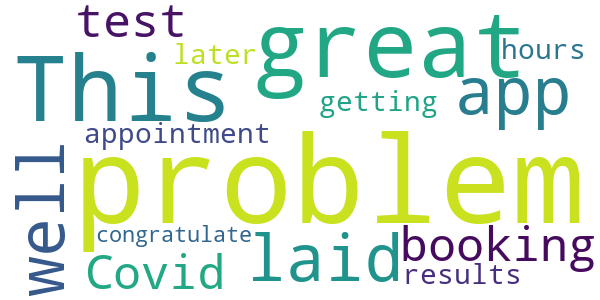 test
great
later
hours
This
app
getting
appointment
well
problem
congratulate
booking
laid
Covid
results